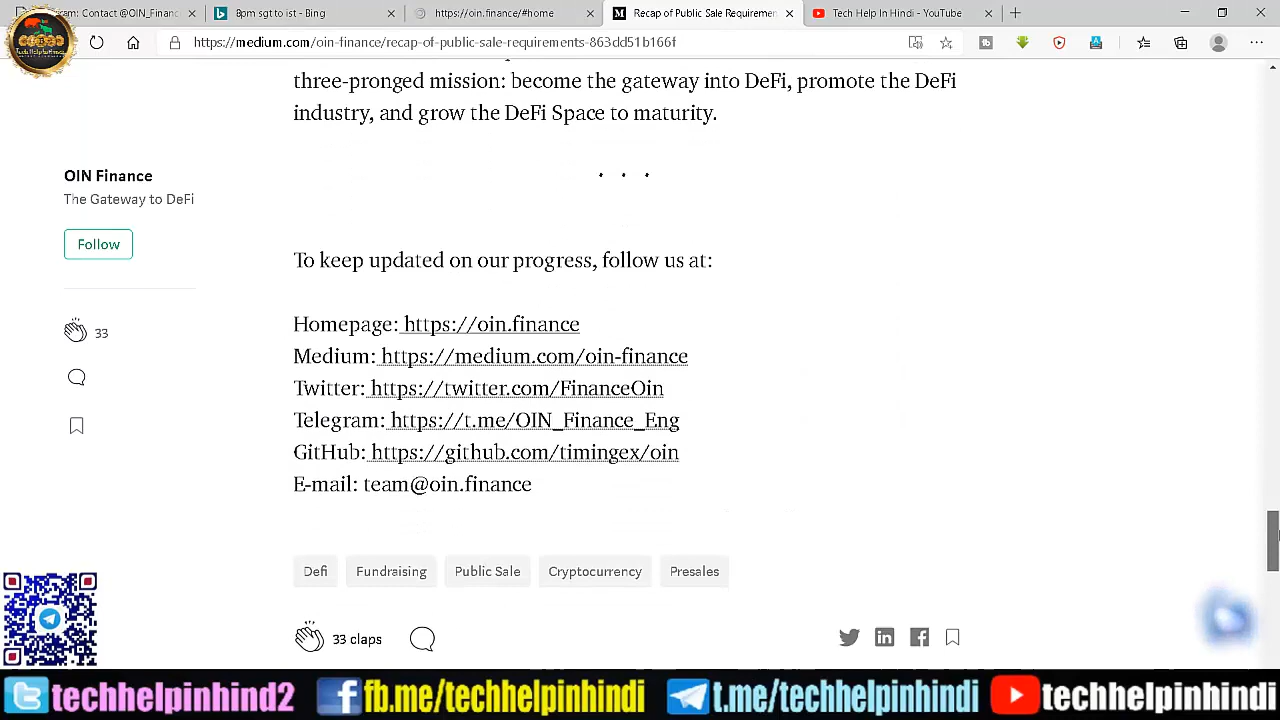 Contact @OIN_Financ
8pm sgt to ist - Bing
https://oin.finance/#home
Recap of Public Sale Requiremen
Tech Help In Hindi - YouTube
https://medium.com/oin-finance/recap-of-public-sale-requirements-863dd51b166f
three-pronged mission: become the gateway into DeFi, promote the DeFi
industry, and grow the DeFi Space to maturity.
OIN Finance
The Gateway to DeFi
Follow
33
To keep updated on our progress, follow us at:
Homepage: https://oin.finance
Medium: https://medium.com/oin-finance
Twitter: https://twitter.com/FinanceOin
Telegram: https://t.me/OIN_Finance_Eng
GitHub: https://github.com/timingex/oin
E-mail: team@oin.finance
Defi
Fundraising
Public Sale
Cryptocurrency
Presales
33 claps
techhelpinhind2
fb.me/techhelpinhindi
t.me/techhelpinhindi
techhelpinhindi